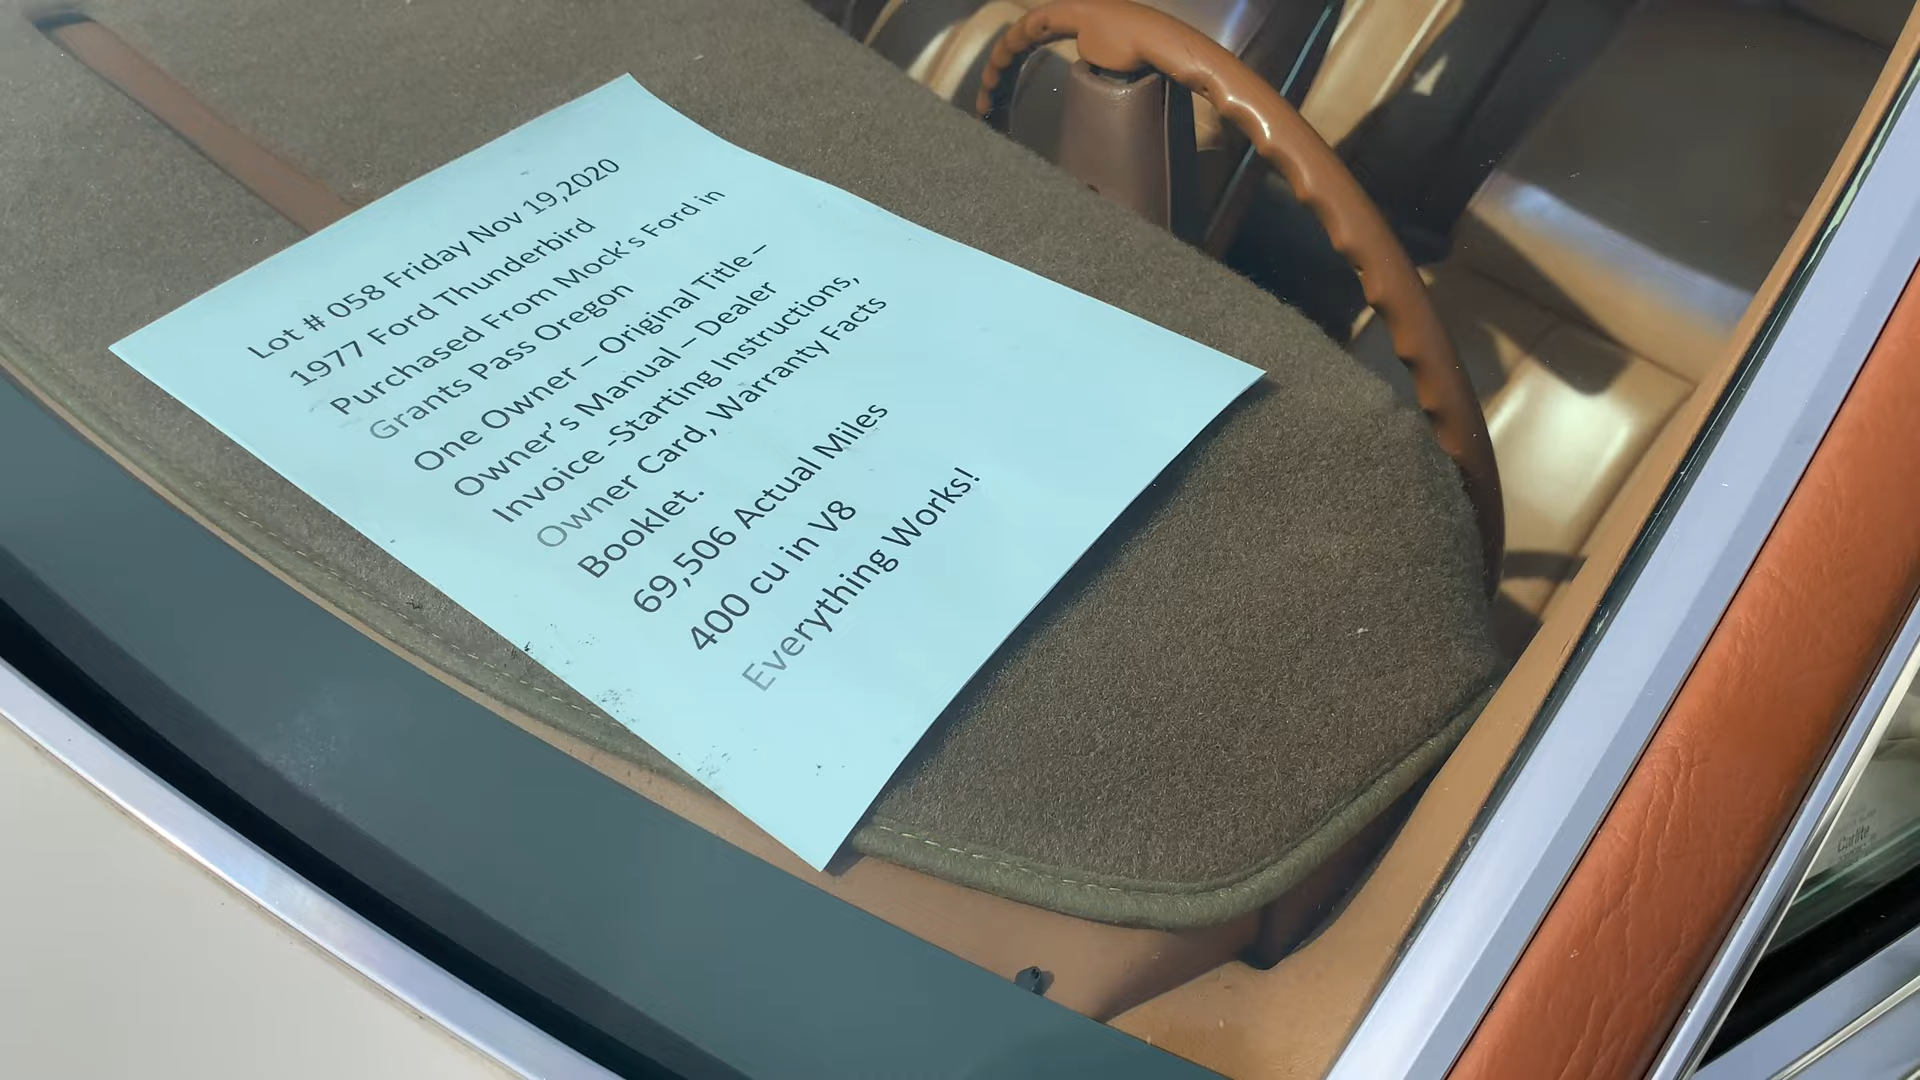 Lot # 058 Friday Nov 19,2020
1977 Ford Thunderbird
Purchased From Mock's Ford in
Grants Pass Oregon
One Owner – Original Title –
Owner's Manual – Dealer
Invoice -Starting Instructions,
Owner Card, Warranty Facts
Booklet.
69,506 Actual Miles
400 cu in V8
Everything Works!
Carlite